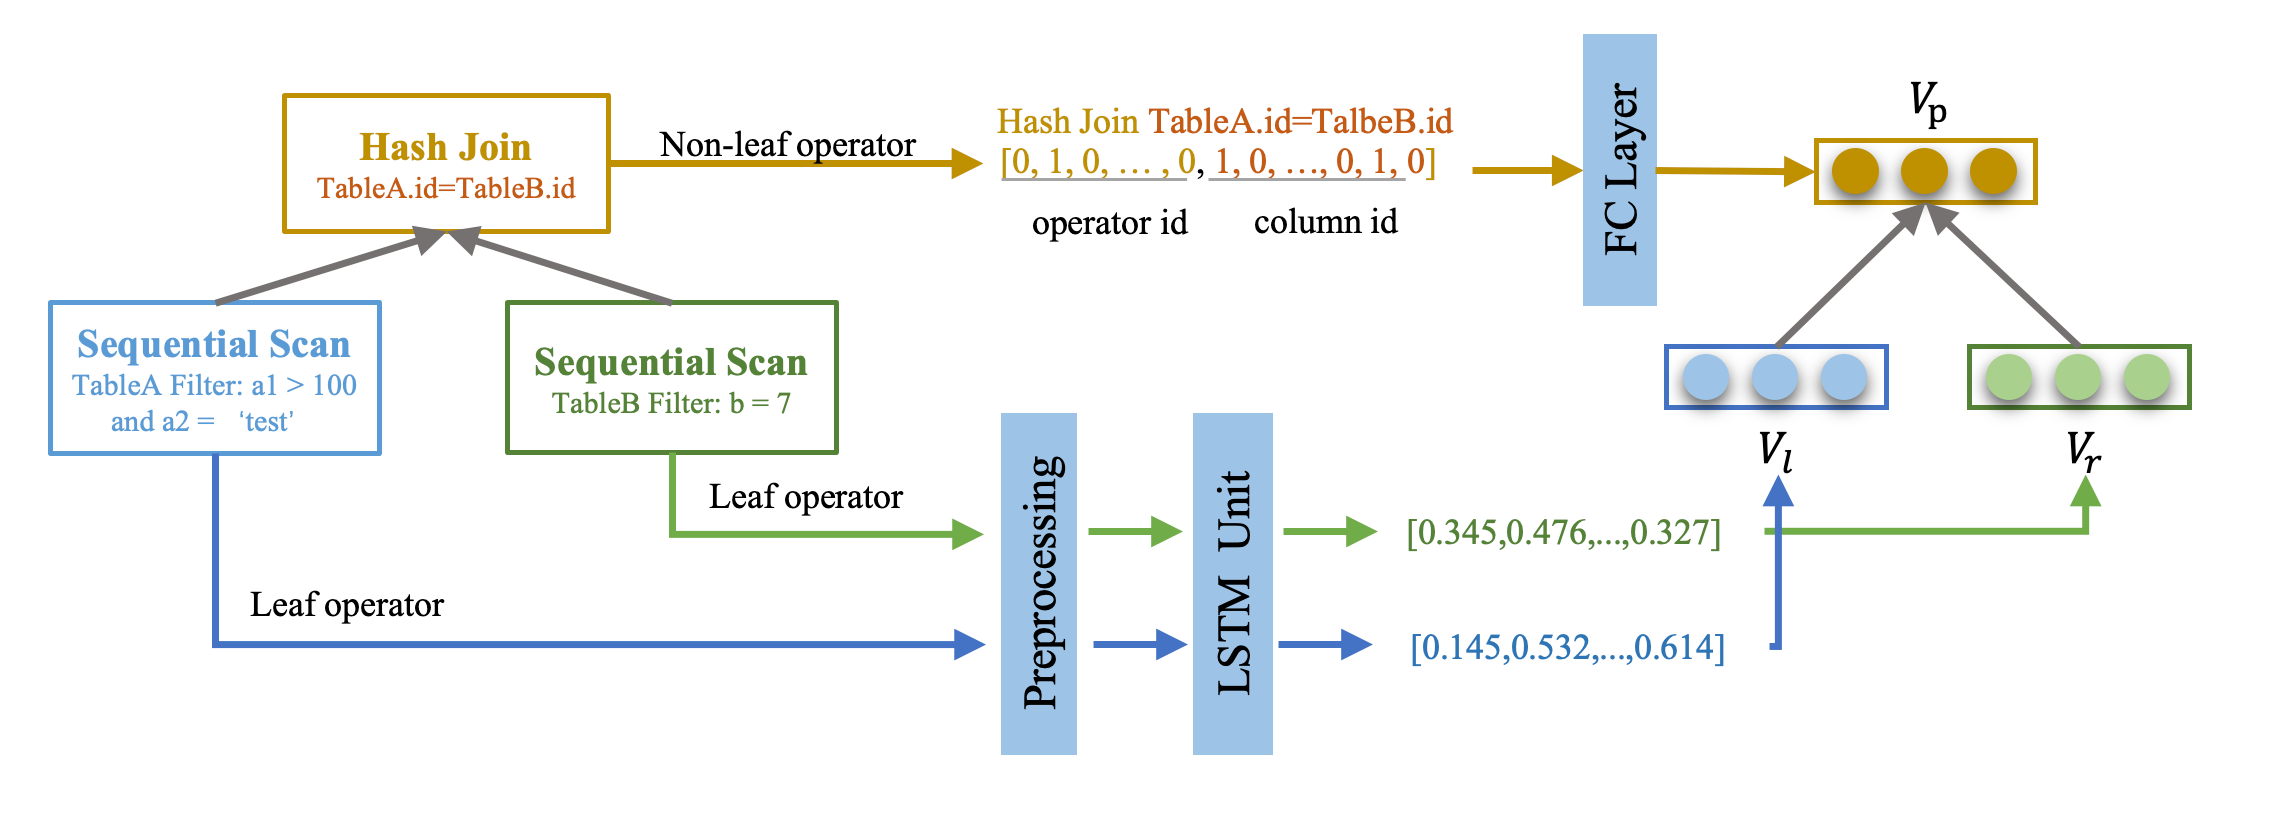 Hash Join
TableA.id=TableB.id
Non-leaf operator
Hash Join TableA.id=TalbeB.id
[0, 1, 0, … , 0, 1, 0, …, 0, 1, 0]
operator id
column id
FC Layer
Vp
Sequential Scan
TableA Filter: a1 > 100
and a2 = ‘test’
Sequential Scan
TableB Filter: b = 7
Leaf operator
Leaf operator
Preprocessing
LSTM Unit
[0.345,0.476,...,0.327]
[0.145,0.532,...,0.614]
Vl
Vr